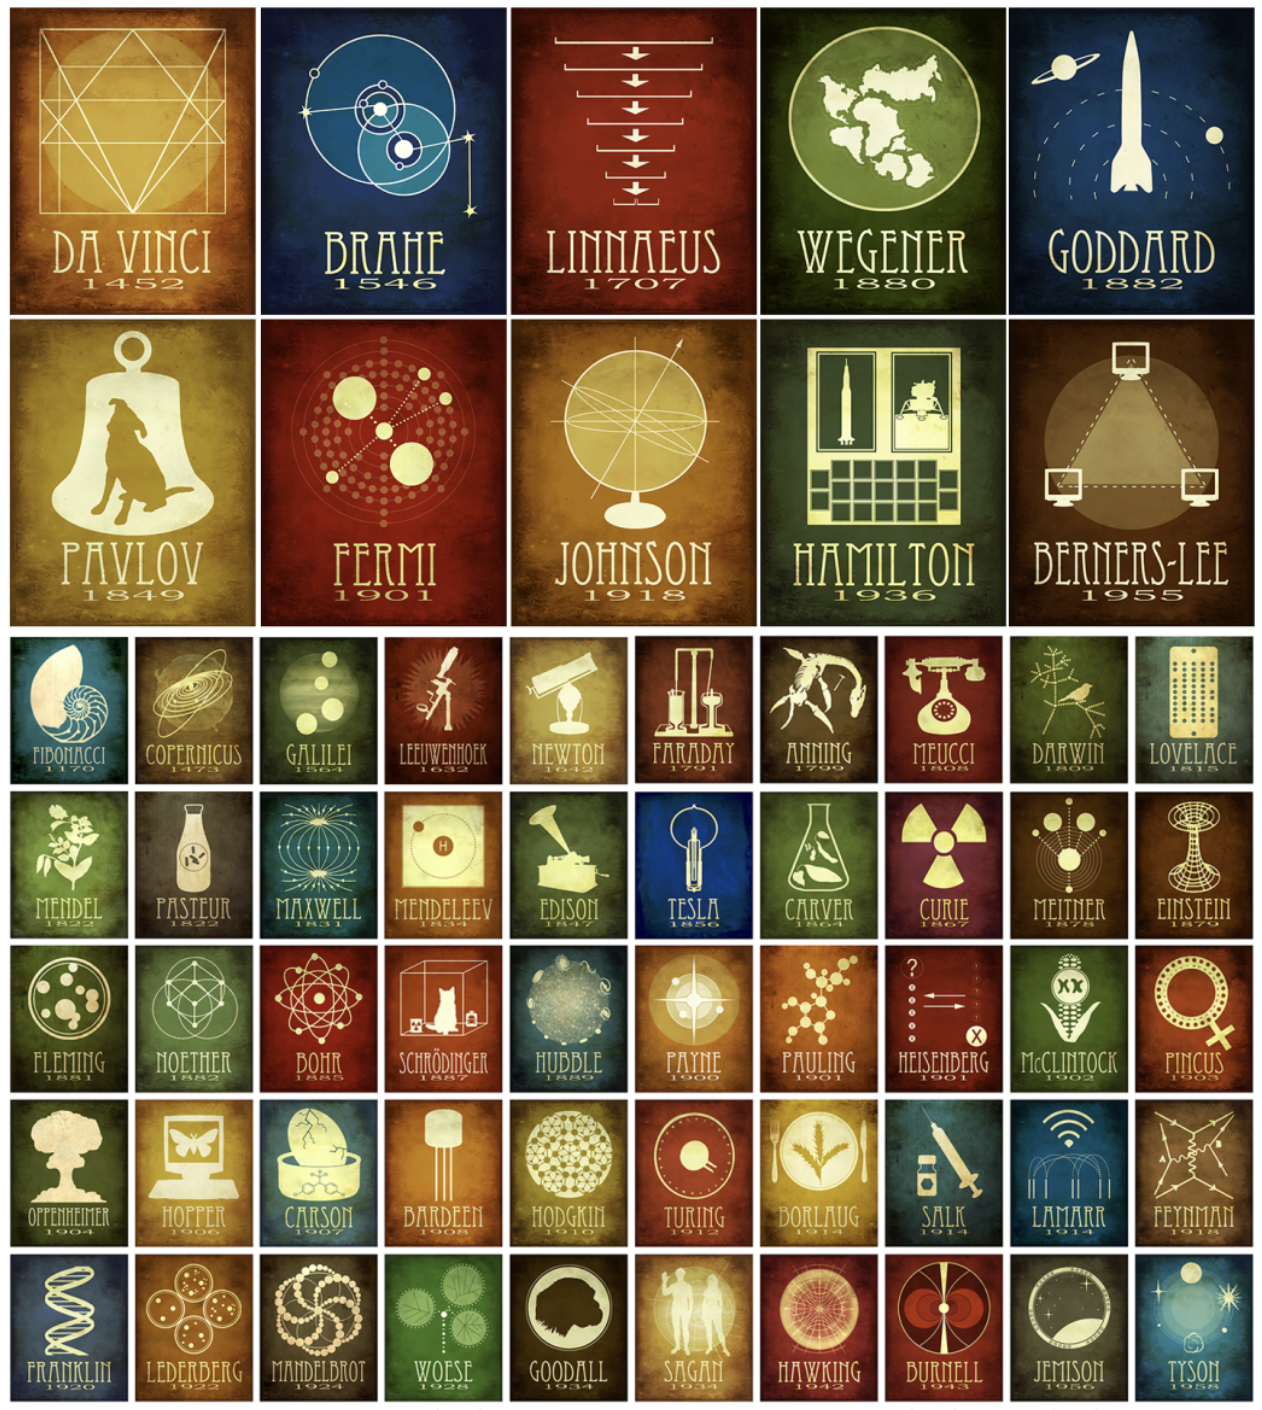 DA VINCI
1452
BRAHE
1546
LINNAEUS
1707
WEGENER
1880
GODDARD
1882
PAVLOV
1849
FERMI
1901
JOHNSON
1918
HAMILTON
1936
BERNERS-LEE
1955
FIBONACCI
1170
COPERNICUS
1473
GALILEI
1564
LEEUWENHOEK
1632
NEWTON
1642
FARADAY
1791
ANNING
1799
MEUCCI
1808
DARWIN
1809
LOVELACE
1815
MENDEL
1822
PASTEUR
1822
MAXWELL
1831
H
MENDELEEV
1834
EDISON
1847
TESLA
1856
CARVER
1864
CURIE
1867
MEITNER
1878
EINSTEIN
1879
FLEMING
1881
NOETHER
1882
BOHR
1885
SCHRÖDINGER
1887
HUBBLE
1889
PAYNE
1900
PAULING
1901
?
X
HEISENBERG
1901
XX
McCLINTOCK
1902
PINCUS
1903
OPPENHEIMER
1904
HOPPER
1906
CARSON
1907
BARDEEN
1908
HODGKIN
1910
TURING
1912
BORLAUG
1914
SALK
1914
LAMARR
1914
A B
FEYNMAN
1918
FRANKLIN
1920
LEDERBERG
1922
MANDELBROT
1924
WOESE
1928
GOODALL
1934
SAGAN
1934
HAWKING
1942
BURNELL
1943
JEMISON
1956
TYSON
1958